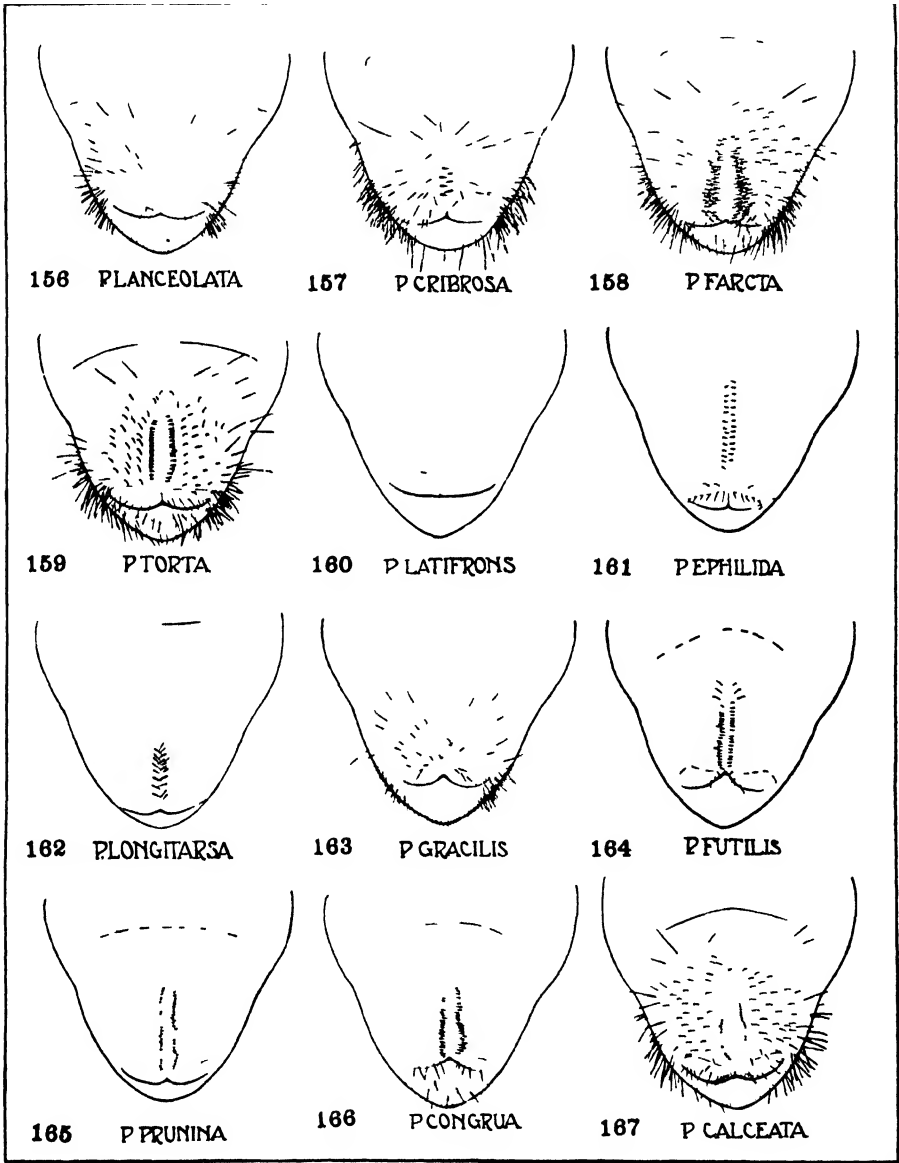 156 P LANCEOLATA
157 P CRIBROSA
158 P FARCTA
159 P TORTA
160 P LATIFRONS
161 P EPHILIDA
162 P. LONGITARSA
163 P GRACILIS
164 P FUTILIS
165 P PRUNINA
166 P CONGRUA
167 P CALCEATA